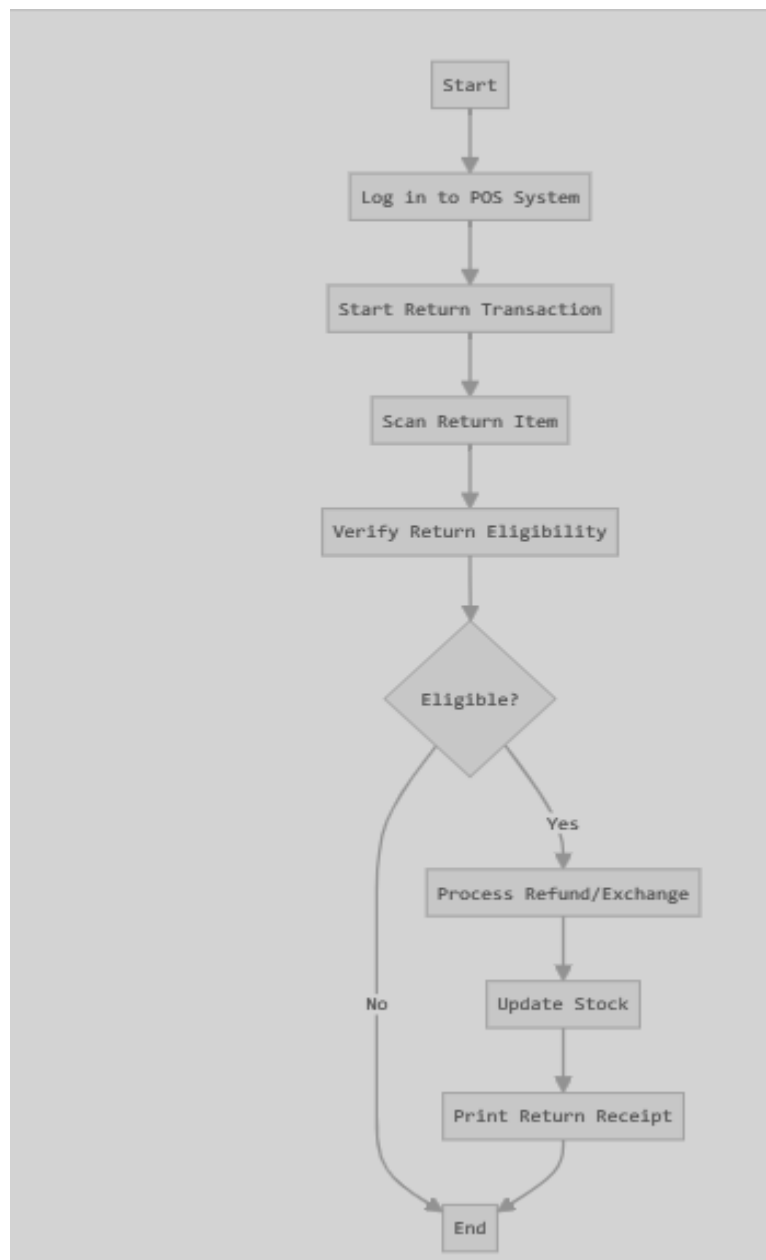 Start
Log in to POS System
Start Return Transaction
Scan Return Item
Verify Return Eligibility
Eligible?
Yes
Process Refund/Exchange
No
Update Stock
Print Return Receipt
End